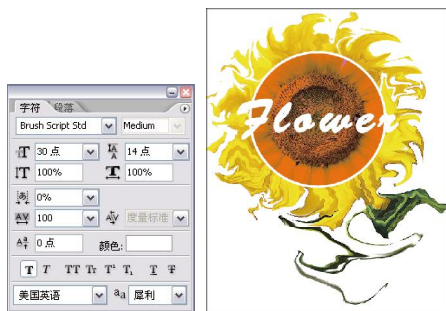 字符 段落
Brush Script Std Medium
30 点 14 点
100% 100%
0%
100 度量标准
0 点 颜色:
T T TT Tr T¹ T₁ T T
美国英语 aa 犀利
Flower